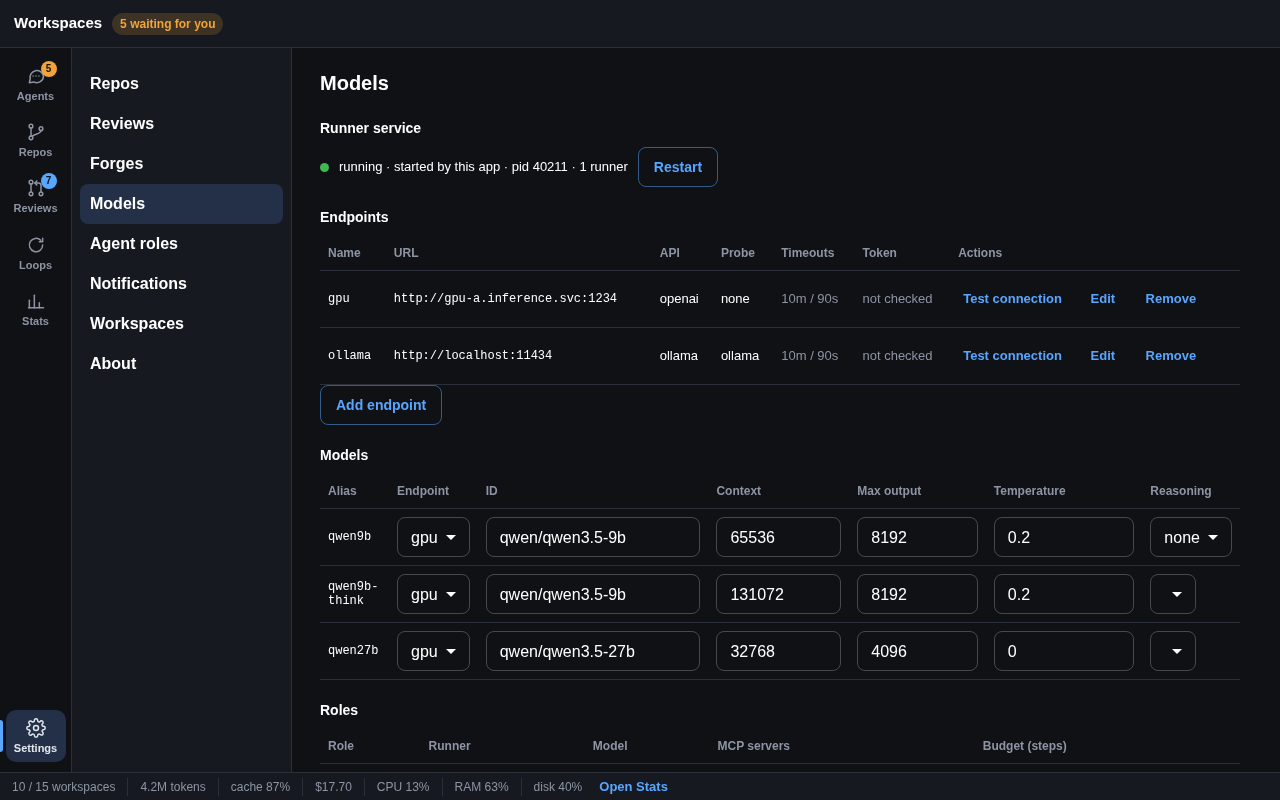 Workspaces 5 waiting for you
5
Agents
Repos
7
Reviews
Loops
Stats
Settings
Repos
Reviews
Forges
Models
Agent roles
Notifications
Workspaces
About
Models
Runner service
running · started by this app · pid 40211 · 1 runner Restart
Endpoints
Name URL API Probe Timeouts Token Actions
gpu http://gpu-a.inference.svc:1234 openai none 10m / 90s not checked Test connection Edit Remove
ollama http://localhost:11434 ollama ollama 10m / 90s not checked Test connection Edit Remove
Add endpoint
Models
Alias Endpoint ID Context Max output Temperature Reasoning
qwen9b gpu qwen/qwen3.5-9b 65536 8192 0.2 none
qwen9b-
think gpu qwen/qwen3.5-9b 131072 8192 0.2
qwen27b gpu qwen/qwen3.5-27b 32768 4096 0
Roles
Role Runner Model MCP servers Budget (steps)
10 / 15 workspaces 4.2M tokens cache 87% $17.70 CPU 13% RAM 63% disk 40% Open Stats